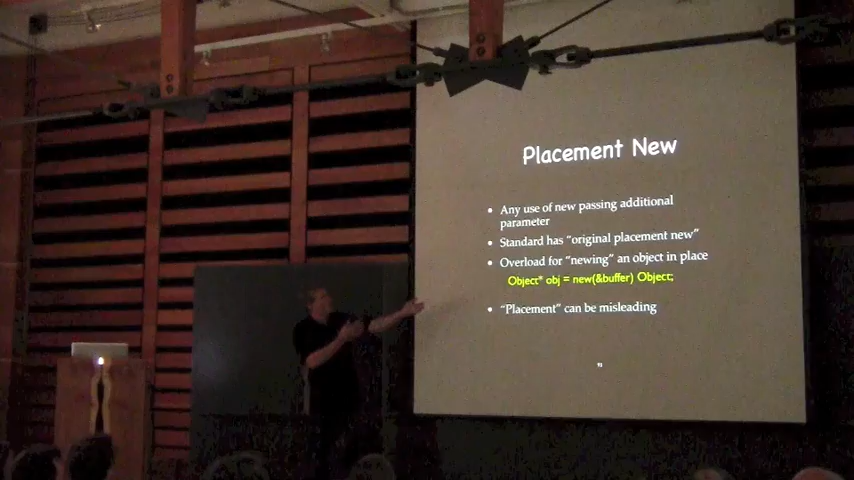 Placement New
• Any use of new passing additional
parameter
• Standard has "original placement new"
• Overload for "newing" an object in place
Object* obj = new(&buffer) Object;
• "Placement" can be misleading